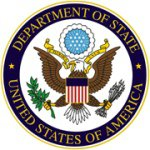 DEPARTMENT OF STATE
UNITED STATES OF AMERICA